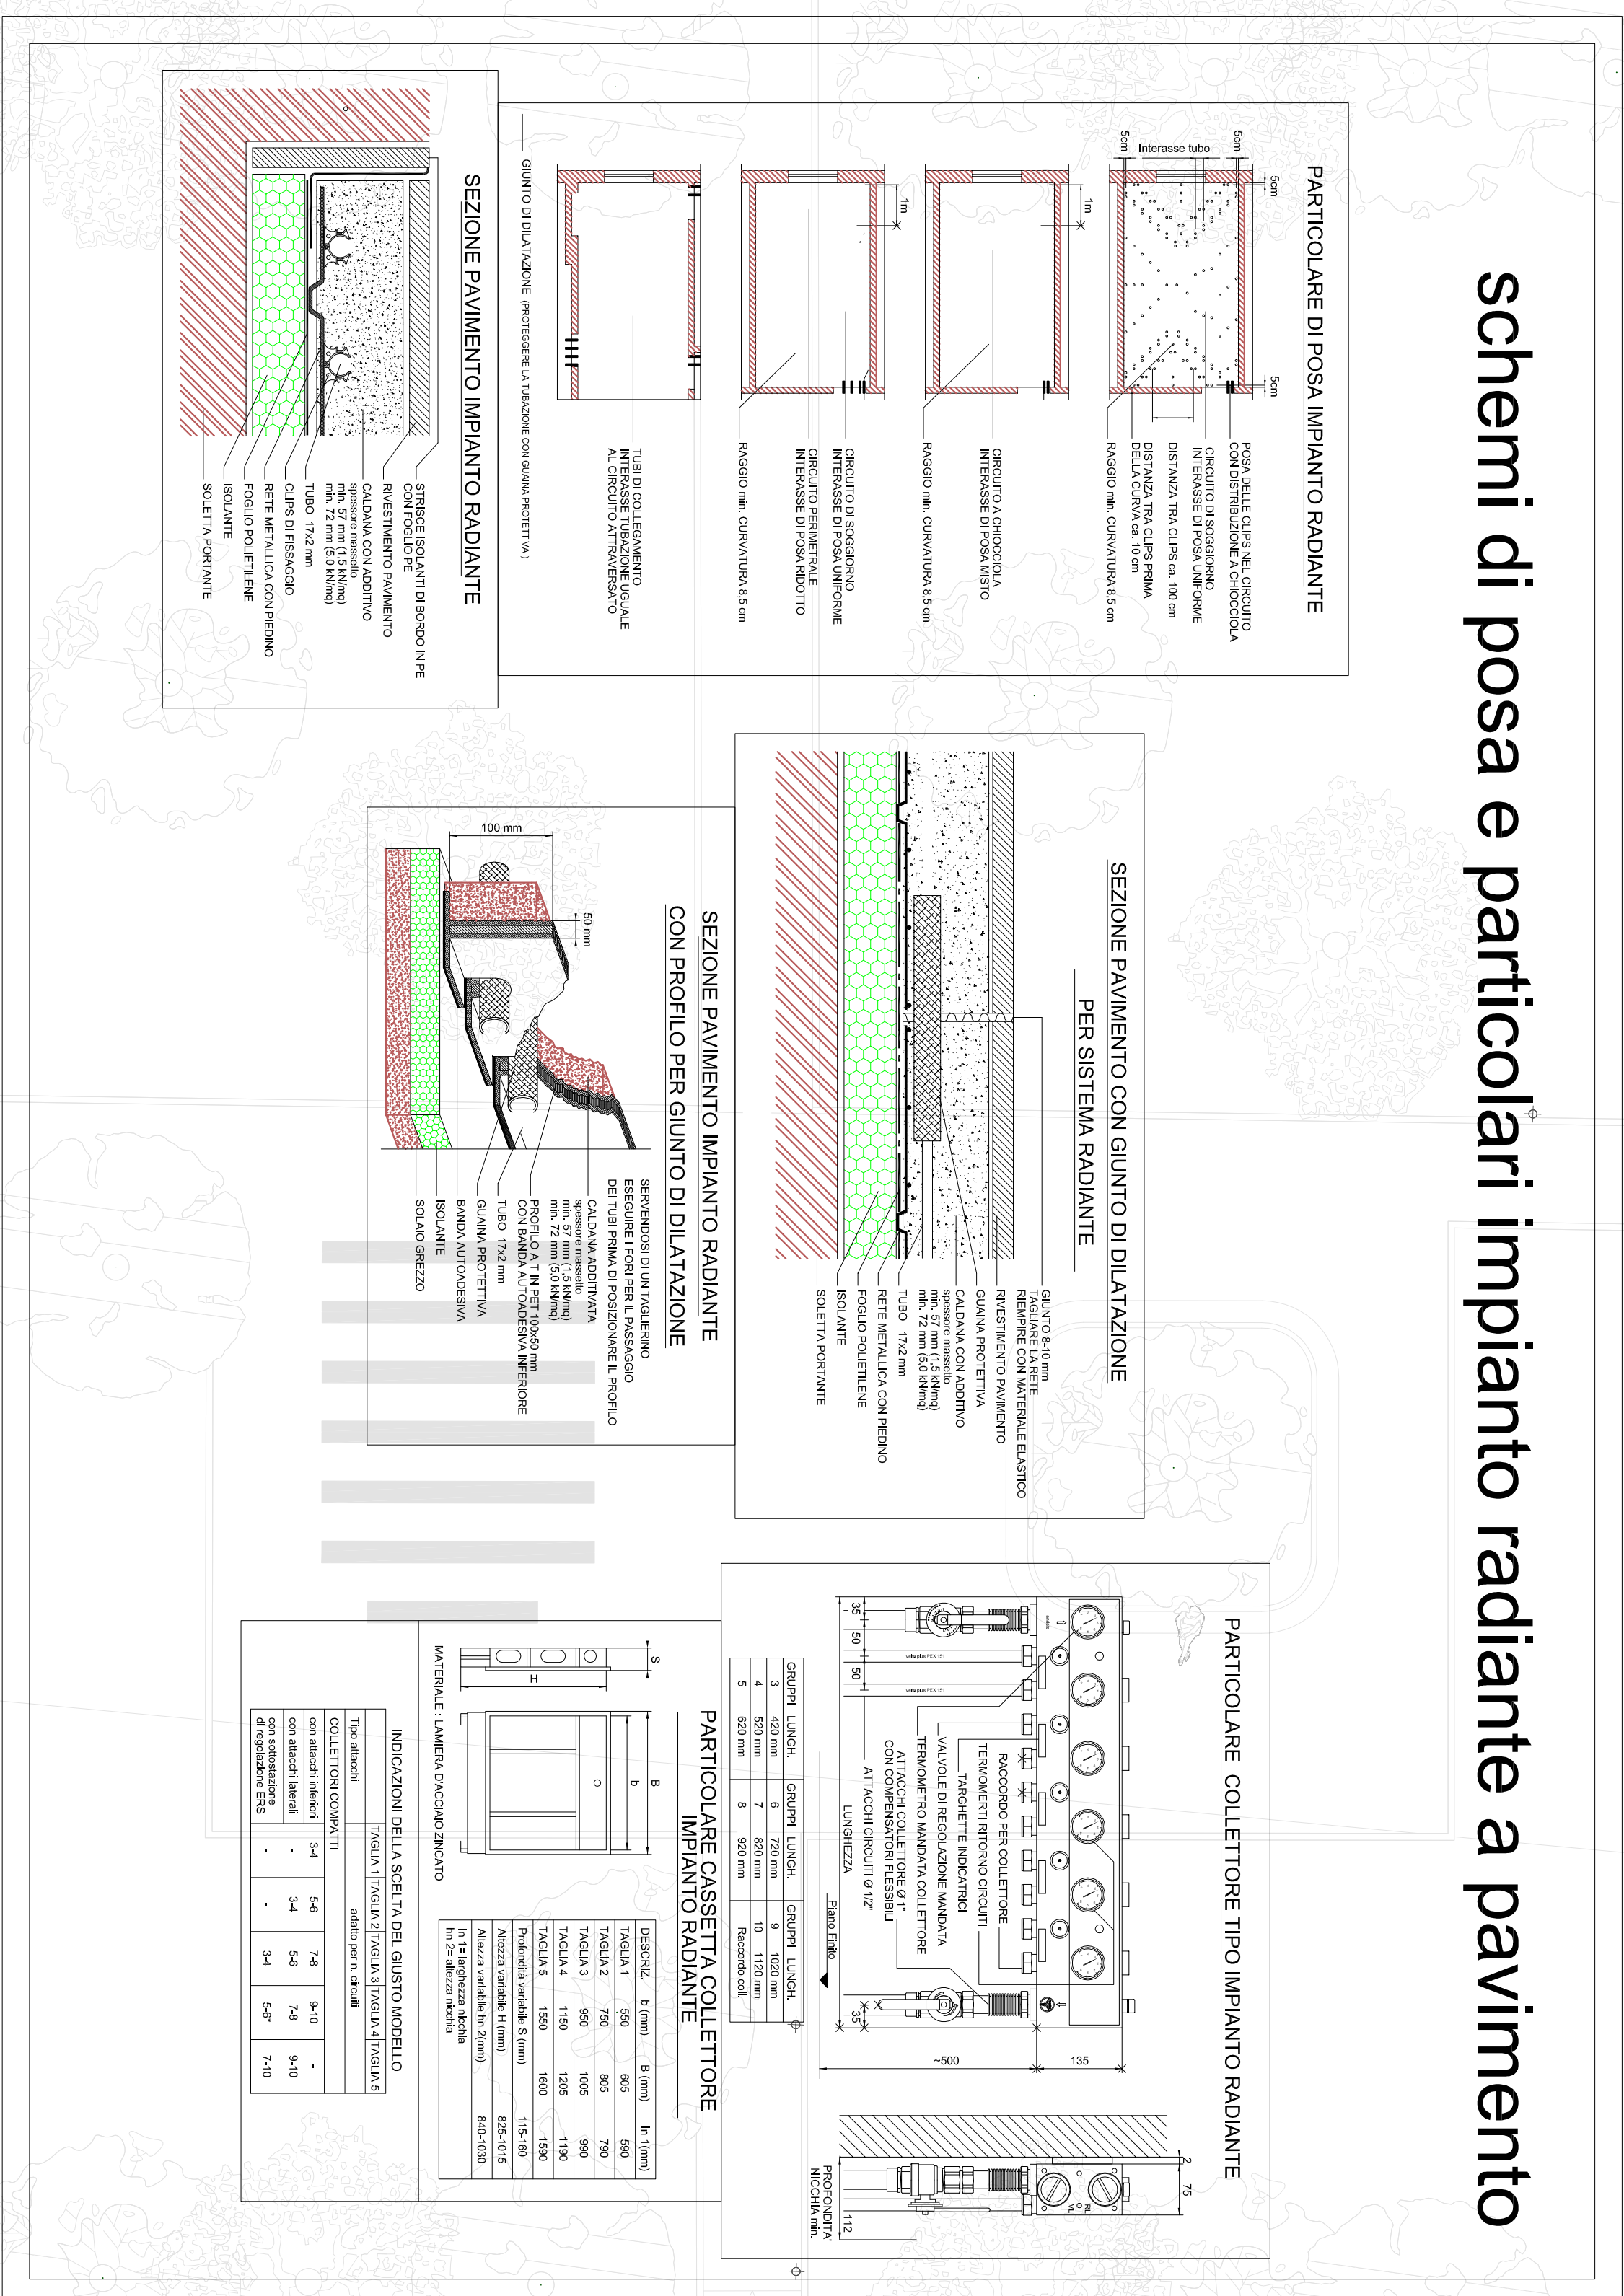 schemi di posa e particolari impianto radiante a pavimento
PARTICOLARE DI POSA IMPIANTO RADIANTE
5cm
5cm
5cm
5cm
Interasse tubo
POSA DELLE CLIPS NEL CIRCUITO
CON DISTRIBUZIONE A CHIOCCIOLA
CIRCUITO DI SOGGIORNO
INTERASSE DI POSA UNIFORME
DISTANZA TRA CLIPS ca. 100 cm
DISTANZA TRA CLIPS PRIMA
DELLA CURVA ca. 10 cm
RAGGIO min. CURVATURA 8,5 cm
1m
CIRCUITO A CHIOCCIOLA
INTERASSE DI POSA MISTO
RAGGIO min. CURVATURA 8,5 cm
1m
CIRCUITO DI SOGGIORNO
INTERASSE DI POSA UNIFORME
CIRCUITO PERIMETRALE
INTERASSE DI POSA RIDOTTO
RAGGIO min. CURVATURA 8,5 cm
TUBI DI COLLEGAMENTO
INTERASSE TUBAZIONE UGUALE
AL CIRCUITO ATTRAVERSATO
GIUNTO DI DILATAZIONE (PROTEGGERE LA TUBAZIONE CON GUAINA PROTETTIVA )
SEZIONE PAVIMENTO IMPIANTO RADIANTE
STRISCE ISOLANTI DI BORDO IN PE
CON FOGLIO PE
RIVESTIMENTO PAVIMENTO
CALDANA CON ADDITIVO
spessore massetto
min. 57 mm (1,5 kN/mq)
min. 72 mm (5,0 kN/mq)
TUBO 17x2 mm
CLIPS DI FISSAGGIO
RETE METALLICA CON PIEDINO
FOGLIO POLIETILENE
ISOLANTE
SOLETTA PORTANTE
SEZIONE PAVIMENTO CON GIUNTO DI DILATAZIONE
PER SISTEMA RADIANTE
GIUNTO 8-10 mm
TAGLIARE LA RETE
RIEMPIRE CON MATERIALE ELASTICO
RIVESTIMENTO PAVIMENTO
GUAINA PROTETTIVA
CALDANA CON ADDITIVO
spessore massetto
min. 57 mm (1,5 kN/mq)
min. 72 mm (5,0 kN/mq)
TUBO 17x2 mm
RETE METALLICA CON PIEDINO
FOGLIO POLIETILENE
ISOLANTE
SOLETTA PORTANTE
SEZIONE PAVIMENTO IMPIANTO RADIANTE
CON PROFILO PER GIUNTO DI DILATAZIONE
50 mm
100 mm
SERVENDOSI DI UN TAGLIERINO
ESEGUIRE I FORI PER IL PASSAGGIO
DEI TUBI PRIMA DI POSIZIONARE IL PROFILO
CALDANA ADDITIVATA
spessore massetto
min. 57 mm (1,5 kN/mq)
min. 72 mm (5,0 kN/mq)
PROFILO A T IN PET 100x50 mm
CON BANDA AUTOADESIVA INFERIORE
TUBO 17x2 mm
GUAINA PROTETTIVA
BANDA AUTOADESIVA
ISOLANTE
SOLAIO GREZZO
PARTICOLARE COLLETTORE TIPO IMPIANTO RADIANTE
andata
135
~500
velta plus PEX 151
velta plus PEX 151
RACCORDO PER COLLETTORE
TERMOMERTI RITORNO CIRCUITI
TARGHETTE INDICATRICI
VALVOLE DI REGOLAZIONE MANDATA
TERMOMETRO MANDATA COLLETTORE
ATTACCHI COLLETTORE Ø 1"
CON COMPENSATORI FLESSIBILI
ATTACCHI CIRCUITI Ø 1/2"
35 50 50 35
LUNGHEZZA
Piano Finito
2 75
VL RL
112
PROFONDITA'
NICCHIA min.
GRUPPI LUNGH. GRUPPI LUNGH. GRUPPI LUNGH.
3 420 mm 6 720 mm 9 1020 mm
4 520 mm 7 820 mm 10 1120 mm
5 620 mm 8 920 mm Raccordo coll.
PARTICOLARE CASSETTA COLLETTORE
IMPIANTO RADIANTE
S
H
B
b
MATERIALE : LAMIERA D'ACCIAIO ZINCATO
DESCRIZ. b (mm) B (mm) ln 1(mm)
TAGLIA 1 550 605 590
TAGLIA 2 750 805 790
TAGLIA 3 950 1005 990
TAGLIA 4 1150 1205 1190
TAGLIA 5 1550 1600 1590
Profondità variabile S (mm) 115-160
Altezza variabile H (mm) 825-1015
Altezza variabile hn 2(mm) 840-1030
ln 1= larghezza nicchia
hn 2= altezza nicchia
INDICAZIONI DELLA SCELTA DEL GIUSTO MODELLO
TAGLIA 1 TAGLIA 2 TAGLIA 3 TAGLIA 4 TAGLIA 5
Tipo attacchi adatto per n. circuiti
COLLETTORI COMPATTI
con attacchi inferiori 3-4 5-6 7-8 9-10 -
con attacchi laterali - 3-4 5-6 7-8 9-10
con sottostazione
di regolazione ERS - - 3-4 5-6* 7-10